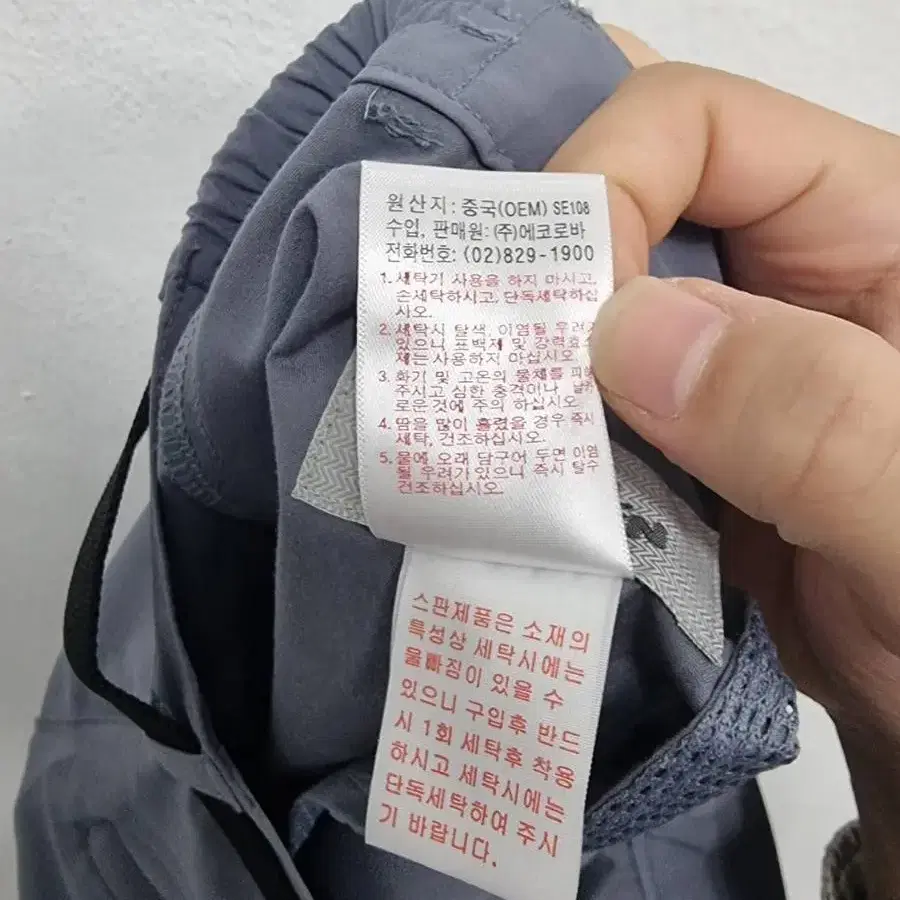 원산지: 중국(OEM) SE108
수입, 판매원: (주)에코로바
전화번호: (02)829-1900
1. 세탁기 사용을 하지 마시고,
손세탁하시고, 단독세탁하십
시오.
2. 세탁시 탈색, 이염될 우려가
있으니 표백제 및 강력효소
제는 사용하지 마십시오.
3. 화기 및 고온의 물체를 피해
주시고 심한 충격이나 날카
로운것에 주의 하십시오.
4. 땀을 많이 흘렸을 경우 즉시
세탁, 건조하십시오.
5. 물에 오래 담구어 두면 이염
될 우려가 있으니 즉시 탈수
건조하십시오.
스판제품은 소재의
특성상 세탁시에는
물빠짐이 있을 수
있으니 구입후 반드
시 1회 세탁후 착용
하시고 세탁시에는
단독세탁하여 주시
기 바랍니다.